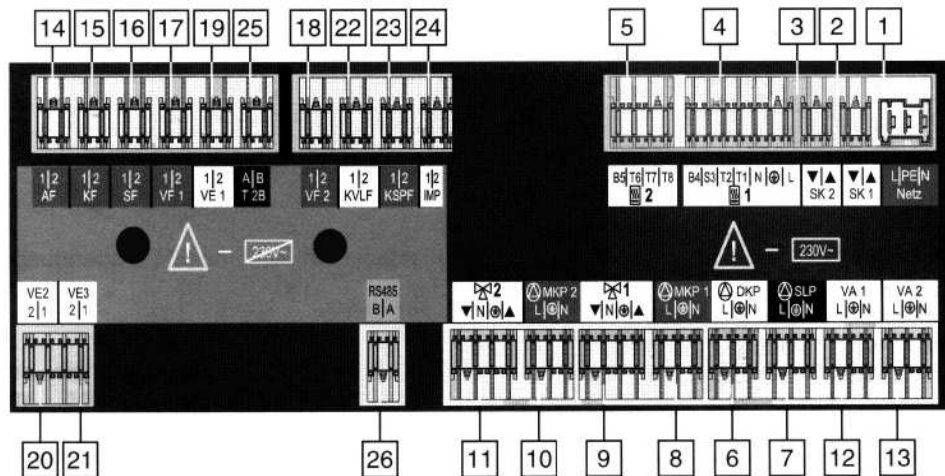 14 15 16 17 19 25 18 22 23 24 5 4 3 2 1
1|2 AF
1|2 KF
1|2 SF
1|2 VF 1
1|2 VE 1
A|B T 2B
1|2 VF 2
1|2 KVLF
1|2 KSPF
1|2 IMP
B5|T6|T7|T8 2
B4|S3|T2|T1|N|L 1
▼|▲ SK 2
▼|▲ SK 1
L|PE|N Netz
– 230V~
– 230V~
VE2 2|1
VE3 2|1
RS485 B|A
2 ▼|N|⏚|▲
MKP 2 L|⏚|N
1 ▼|N|⏚|▲
MKP 1 L|⏚|N
DKP L|⏚|N
SLP L|⏚|N
VA 1 L|⏚|N
VA 2 L|⏚|N
20 21 26 11 10 9 8 6 7 12 13